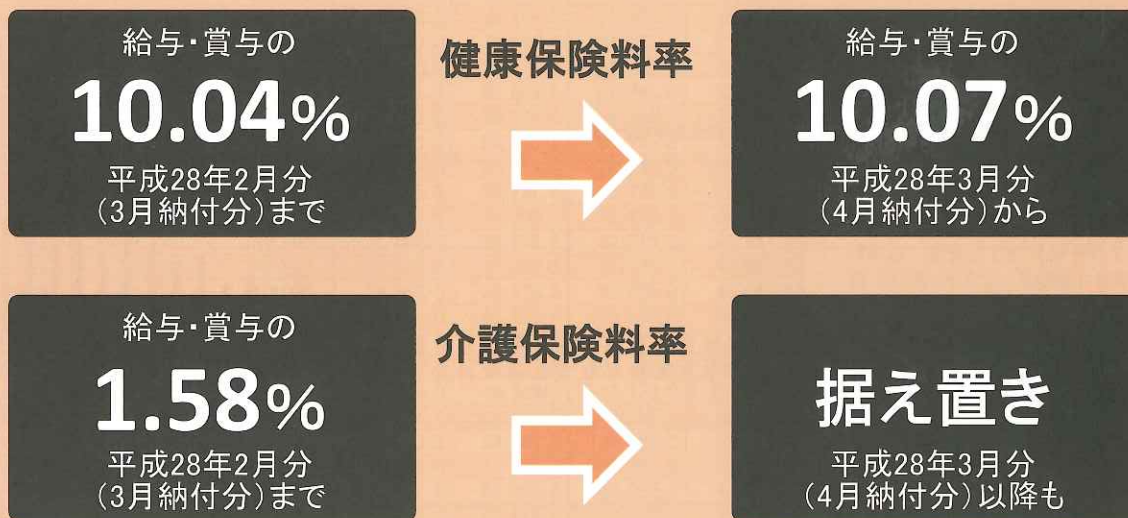 給与・賞与の
10.04%
平成28年2月分
(3月納付分)まで
健康保険料率
給与・賞与の
10.07%
平成28年3月分
(4月納付分)から
給与・賞与の
1.58%
平成28年2月分
(3月納付分)まで
介護保険料率
据え置き
平成28年3月分
(4月納付分)以降も